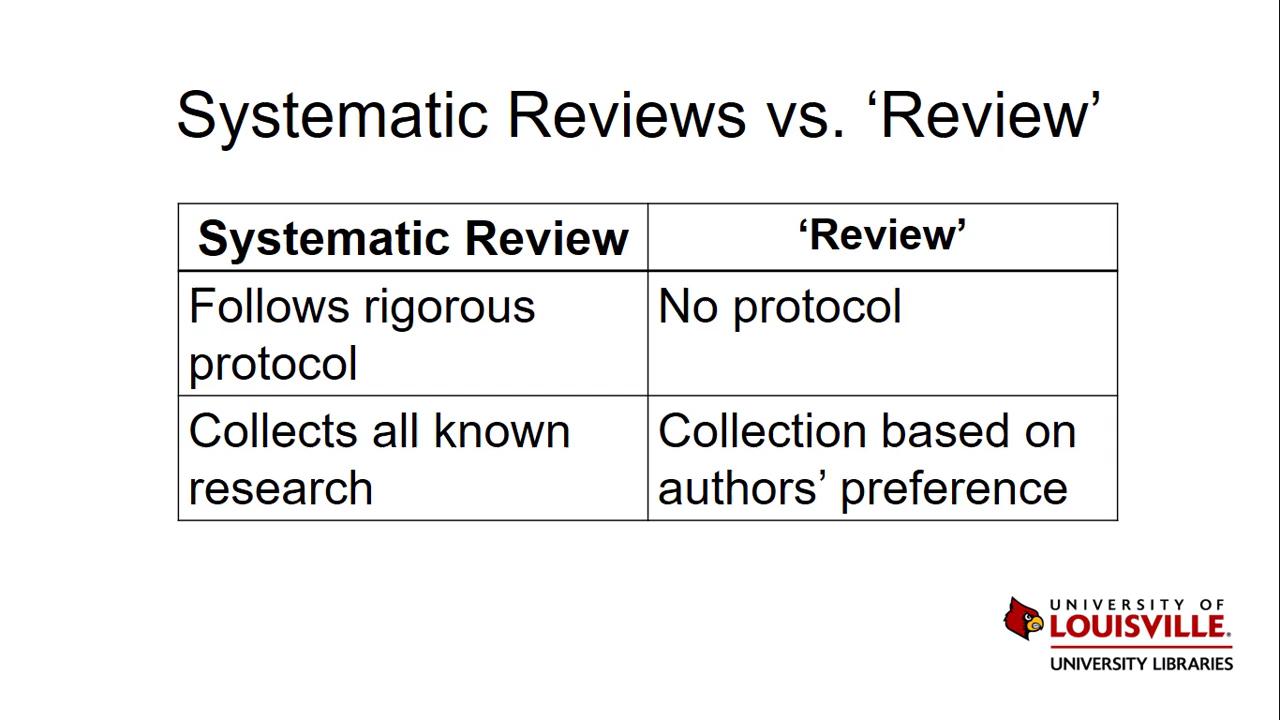 Systematic Reviews vs. ‘Review’
Systematic Review
‘Review’
Follows rigorous
protocol
No protocol
Collects all known
research
Collection based on
authors’ preference
UNIVERSITY OF
LOUISVILLE®
UNIVERSITY LIBRARIES